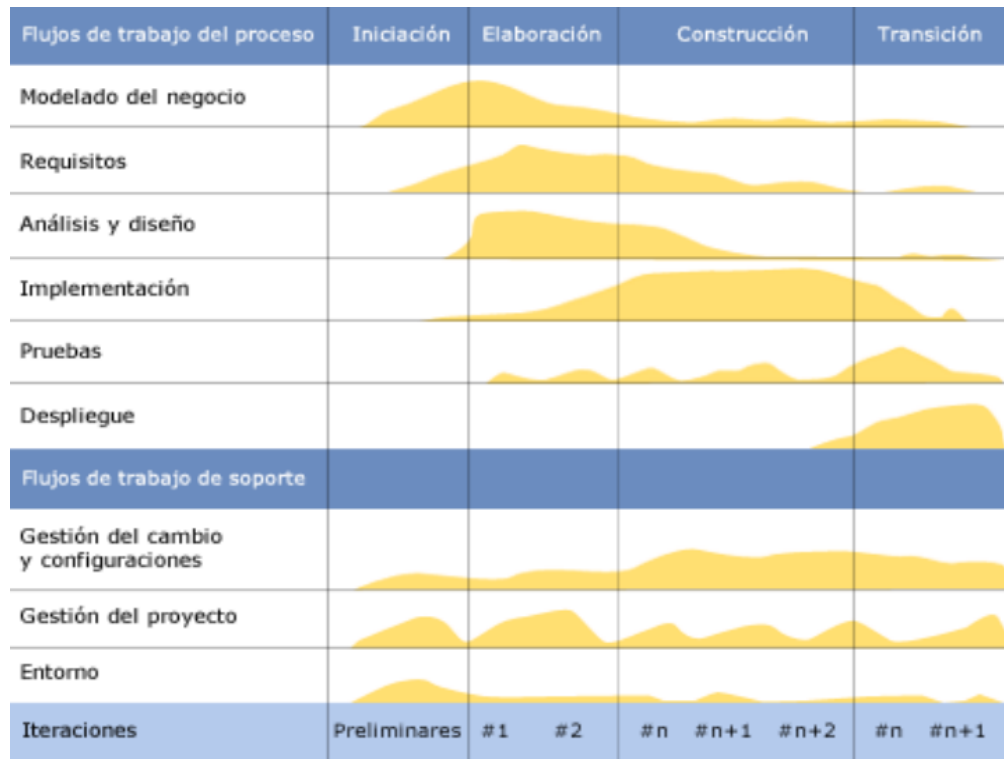 Flujos de trabajo del proceso Iniciación Elaboración Construcción Transición
Modelado del negocio
Requisitos
Análisis y diseño
Implementación
Pruebas
Despliegue
Flujos de trabajo de soporte
Gestión del cambio
y configuraciones
Gestión del proyecto
Entorno
Iteraciones Preliminares #1 #2 #n #n+1 #n+2 #n #n+1